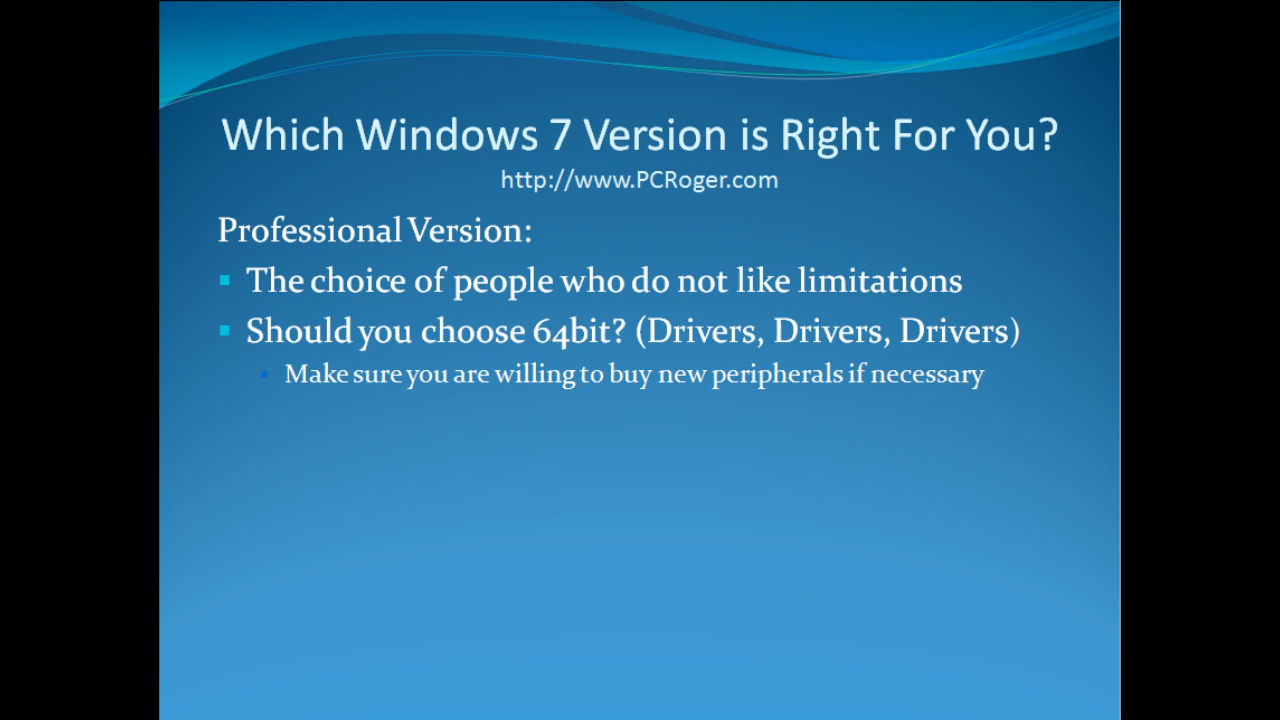 Which Windows 7 Version is Right For You?
http://www.PCRoger.com
Professional Version:
The choice of people who do not like limitations
Should you choose 64bit? (Drivers, Drivers, Drivers)
Make sure you are willing to buy new peripherals if necessary